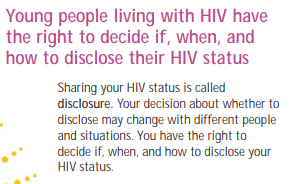 Young people living with HIV have
the right to decide if, when, and
how to disclose their HIV status
Sharing your HIV status is called
disclosure. Your decision about whether to
disclose may change with different people
and situations. You have the right to
decide if, when, and how to disclose your
HIV status.